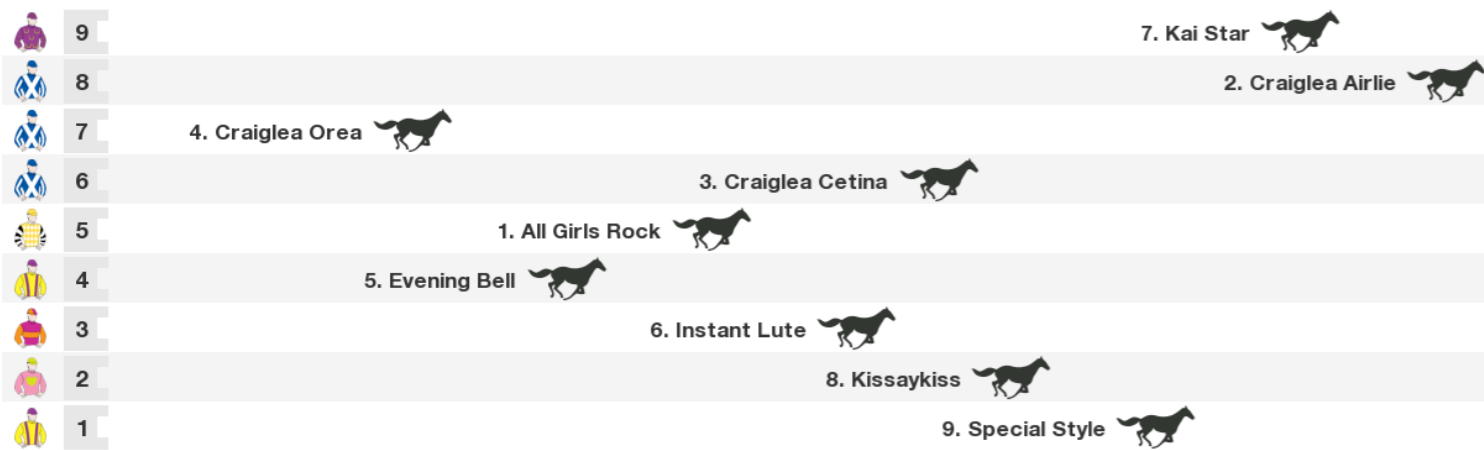 9 7. Kai Star
8 2. Craiglea Airlie
7 4. Craiglea Orea
6 3. Craiglea Cetina
5 1. All Girls Rock
4 5. Evening Bell
3 6. Instant Lute
2 8. Kissaykiss
1 9. Special Style